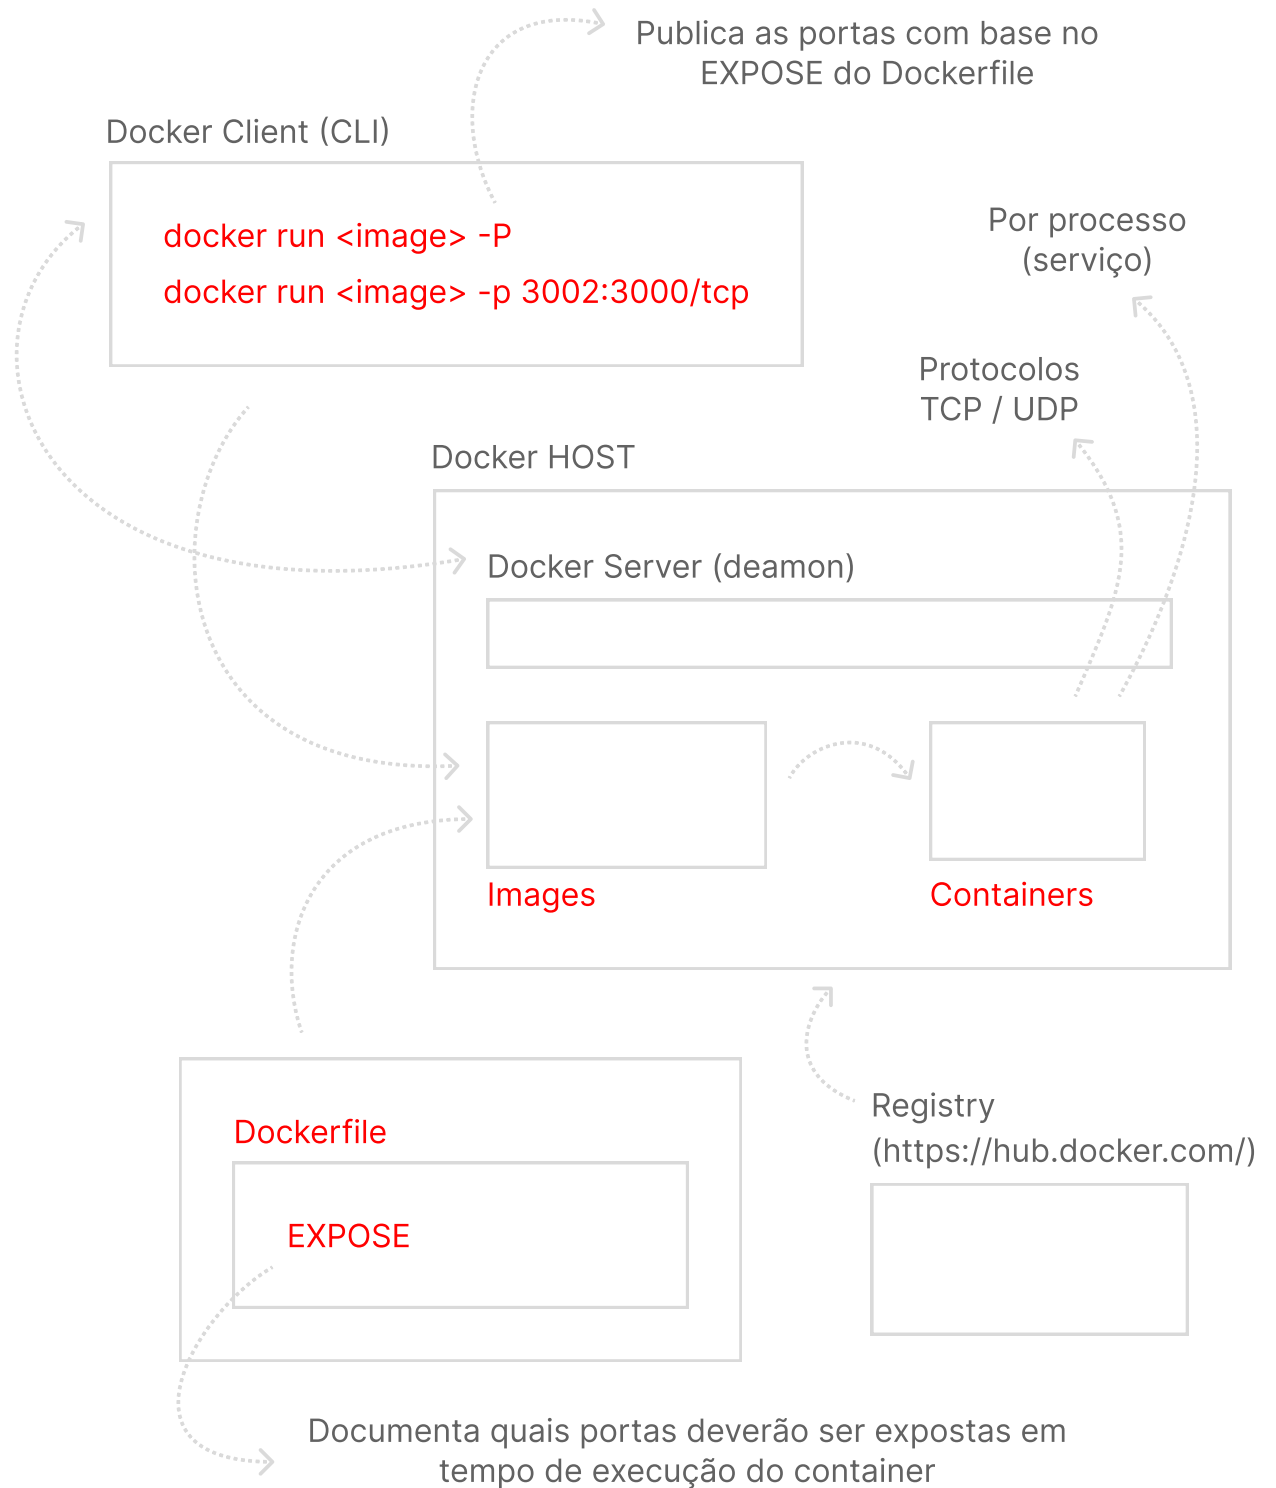 Publica as portas com base no
EXPOSE do Dockerfile
Docker Client (CLI)
docker run <image> -P
docker run <image> -p 3002:3000/tcp
Por processo
(serviço)
Protocolos
TCP / UDP
Docker HOST
Docker Server (deamon)
Images
Containers
Dockerfile
EXPOSE
Registry
(https://hub.docker.com/)
Documenta quais portas deverão ser expostas em
tempo de execução do container